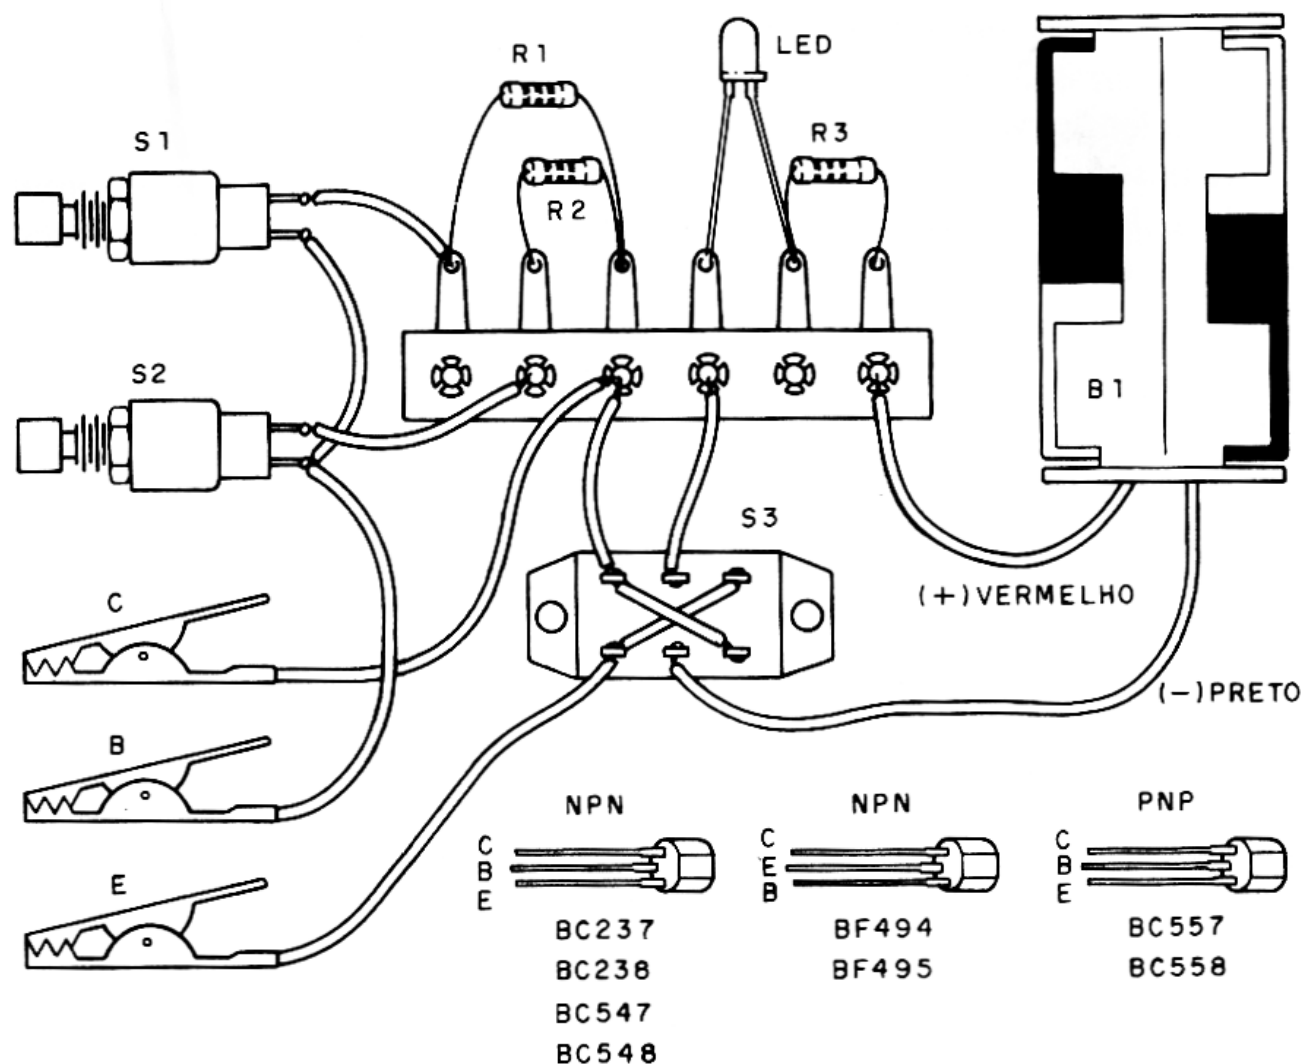 LED
R1
R3
S1
R2
S2
B1
S3
(+)VERMELHO
C
(-)PRETO
B
E
NPN
C
B
E
BC237
BC238
BC547
BC548
NPN
C
E
B
BF494
BF495
PNP
C
B
E
BC557
BC558